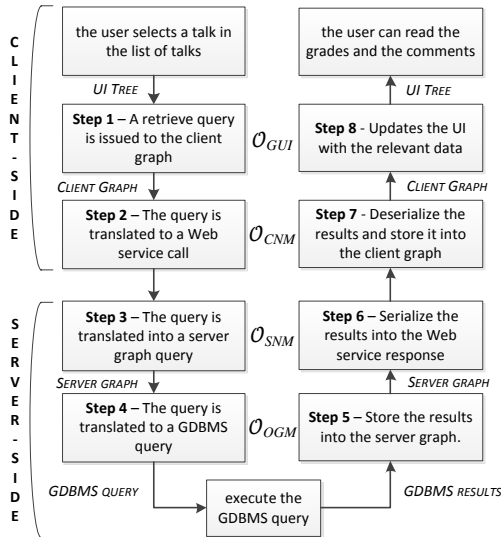 CLIENT-SIDE
the user selects a talk in
the list of talks
UI TREE
Step 1 – A retrieve query
is issued to the client
graph
CLIENT GRAPH
Step 2 – The query is
translated to a Web
service call
SERVER-SIDE
Step 3 – The query is
translated into a server
graph query
SERVER GRAPH
Step 4 – The query is
translated to a GDBMS
query
GDBMS QUERY
execute the
GDBMS query
GDBMS RESULTS
Step 5 – Store the results
into the server graph.
SERVER GRAPH
Step 6 – Serialize the
results into the Web
service response
Step 7 - Deserialize the
results and store it into
the client graph
CLIENT GRAPH
Step 8 - Updates the UI
with the relevant data
UI TREE
the user can read the
grades and the comments
𝒪GUI
𝒪CNM
𝒪SNM
𝒪OGM